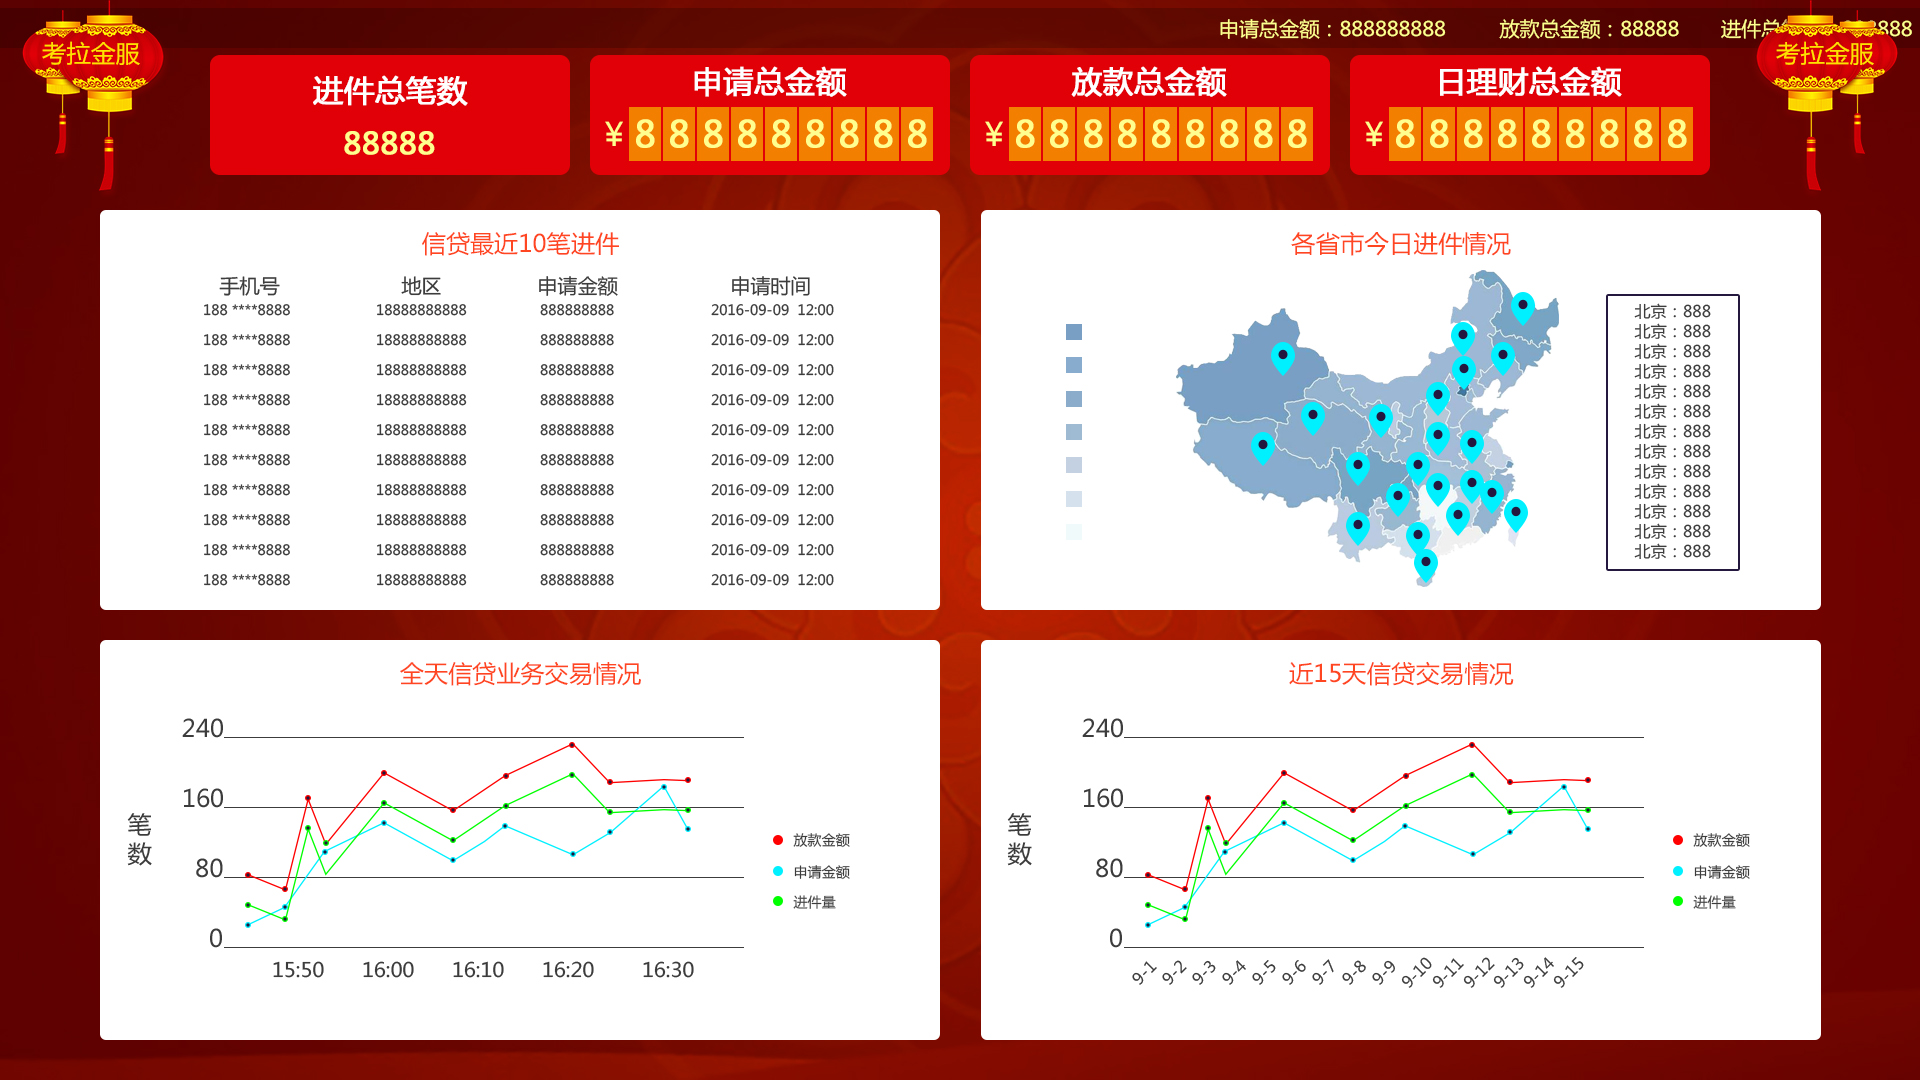 申请总金额：888888888 放款总金额：88888 进件总 8888
考拉金服
考拉金服
进件总笔数
88888
申请总金额
¥ 888888888
放款总金额
¥ 888888888
日理财总金额
¥ 888888888
信贷最近10笔进件
手机号 地区 申请金额 申请时间
188 ****8888 18888888888 888888888 2016-09-09 12:00
188 ****8888 18888888888 888888888 2016-09-09 12:00
188 ****8888 18888888888 888888888 2016-09-09 12:00
188 ****8888 18888888888 888888888 2016-09-09 12:00
188 ****8888 18888888888 888888888 2016-09-09 12:00
188 ****8888 18888888888 888888888 2016-09-09 12:00
188 ****8888 18888888888 888888888 2016-09-09 12:00
188 ****8888 18888888888 888888888 2016-09-09 12:00
188 ****8888 18888888888 888888888 2016-09-09 12:00
188 ****8888 18888888888 888888888 2016-09-09 12:00
各省市今日进件情况
北京：888
北京：888
北京：888
北京：888
北京：888
北京：888
北京：888
北京：888
北京：888
北京：888
北京：888
北京：888
北京：888
全天信贷业务交易情况
笔数
240
160
80
0
15:50 16:00 16:10 16:20 16:30
放款金额
申请金额
进件量
近15天信贷交易情况
笔数
240
160
80
0
9-1 9-2 9-3 9-4 9-5 9-6 9-7 9-8 9-9 9-10 9-11 9-12 9-13 9-14 9-15
放款金额
申请金额
进件量